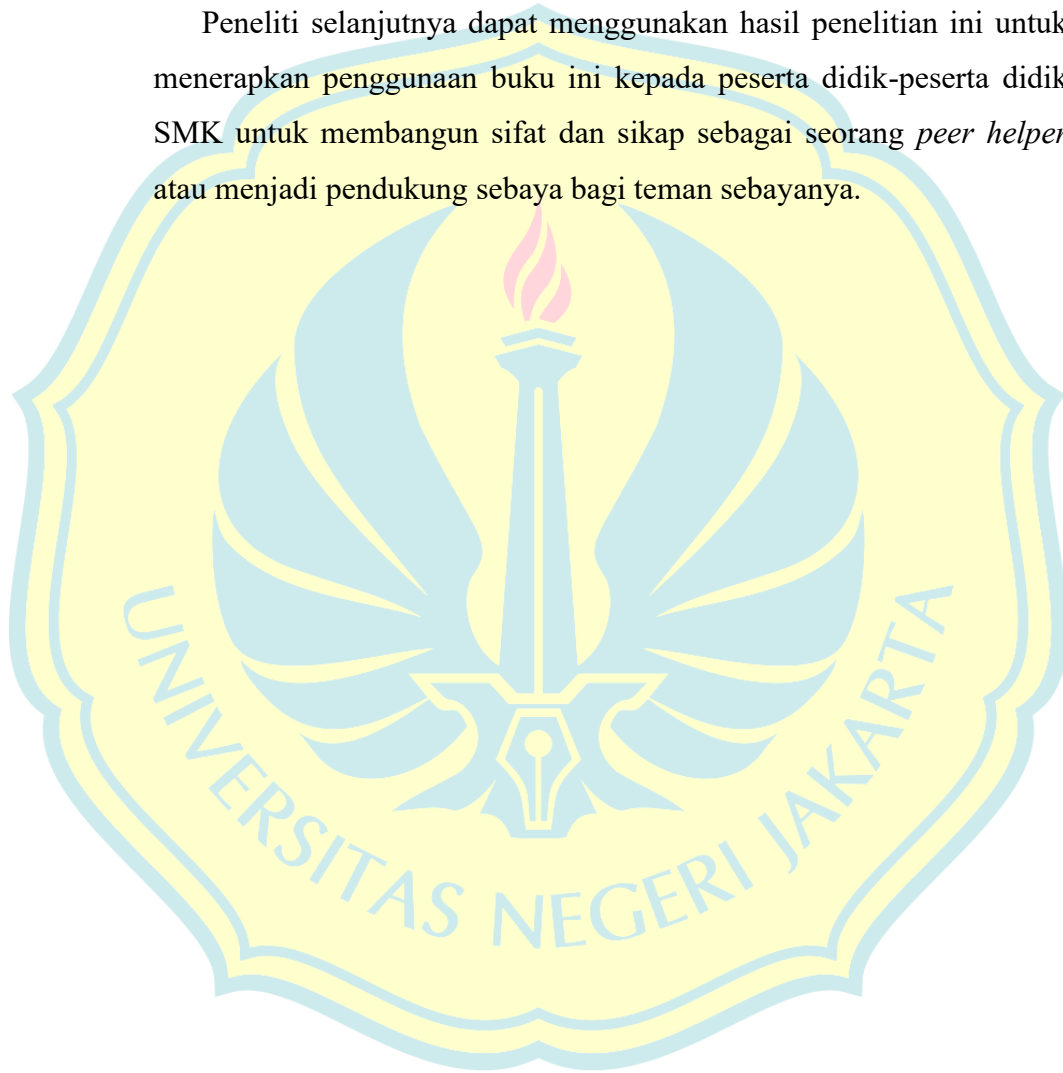 Peneliti selanjutnya dapat menggunakan hasil penelitian ini untuk
menerapkan penggunaan buku ini kepada peserta didik-peserta didik
SMK untuk membangun sifat dan sikap sebagai seorang peer helper
atau menjadi pendukung sebaya bagi teman sebayanya.
UNIVERSITAS NEGERI JAKARTA